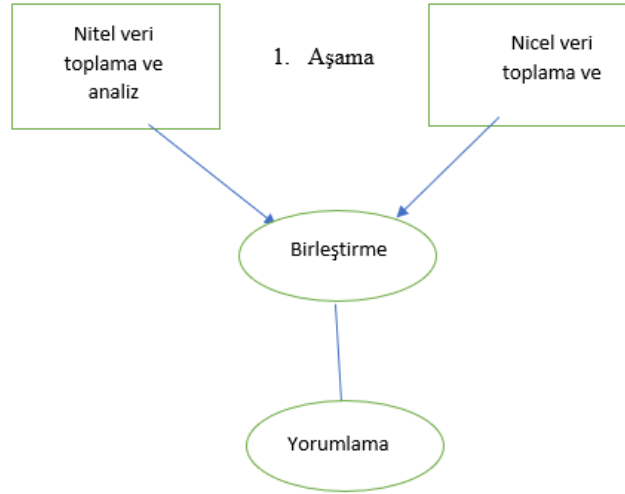 Nitel veri
toplama ve
analiz
1. Aşama
Nicel veri
toplama ve
Birleştirme
Yorumlama